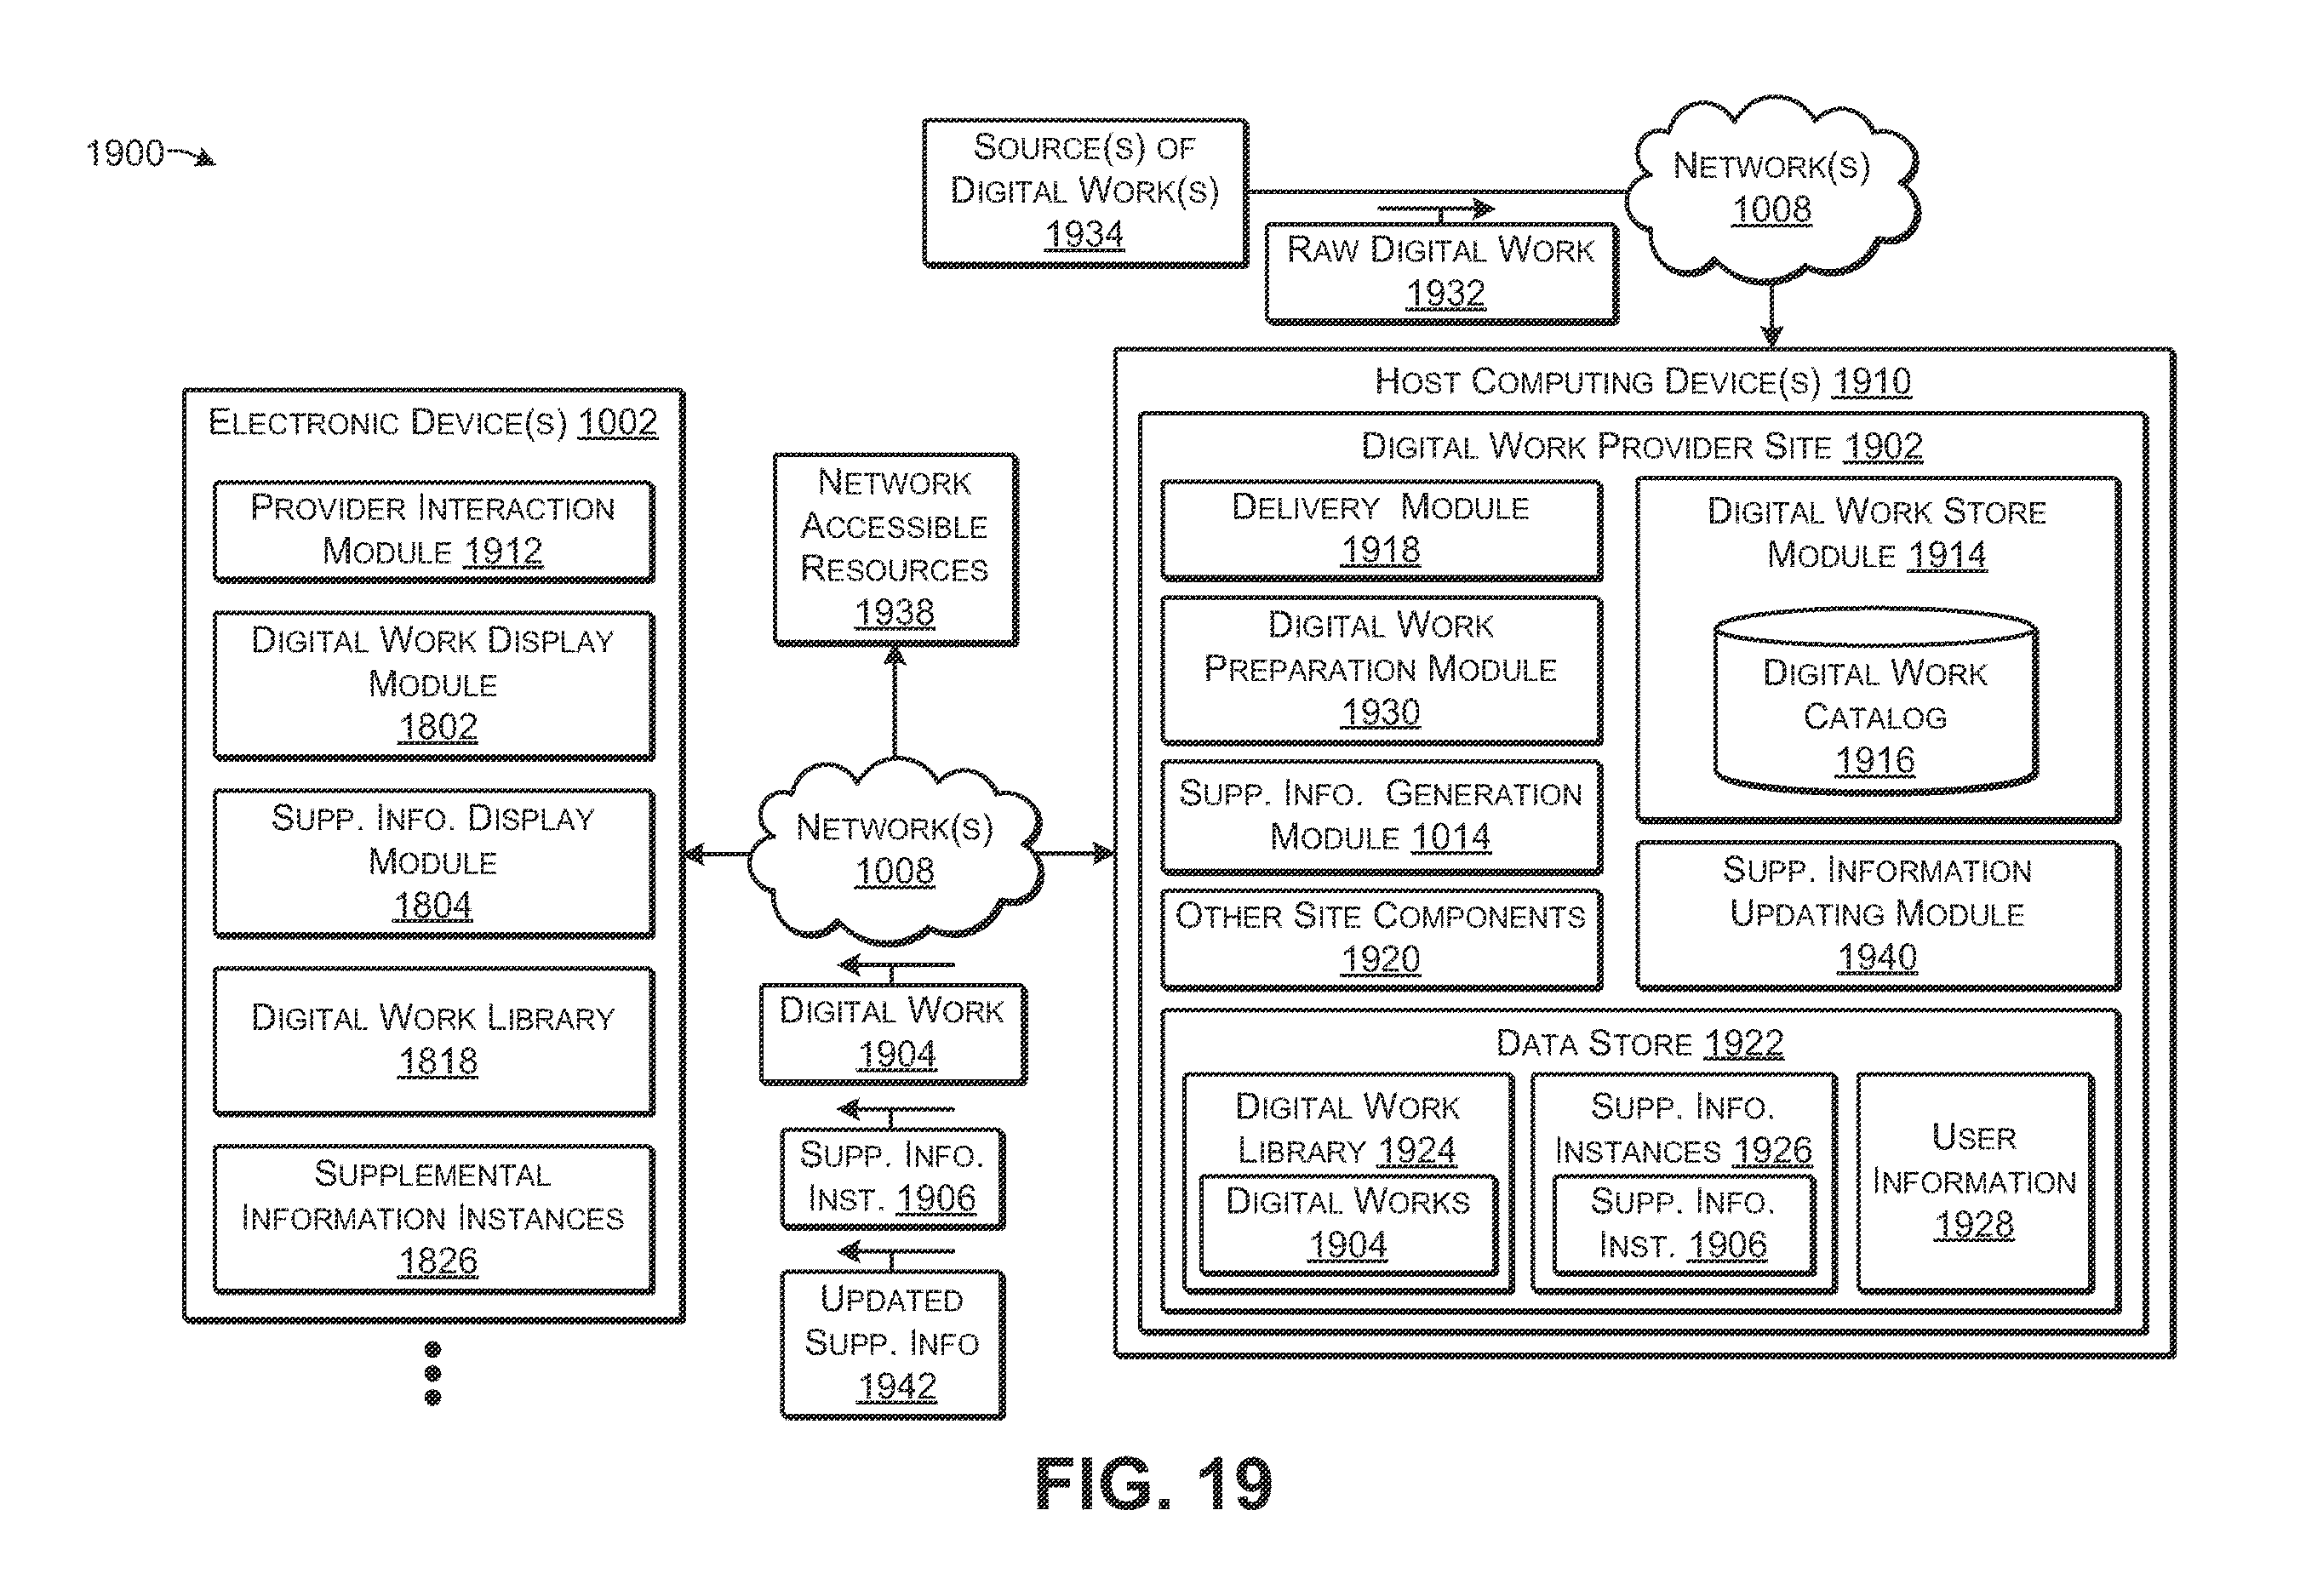 1900
SOURCE(S) OF
DIGITAL WORK(S)
1934
NETWORK(S)
1008
RAW DIGITAL WORK
1932
ELECTRONIC DEVICE(S) 1002
PROVIDER INTERACTION
MODULE 1912
DIGITAL WORK DISPLAY
MODULE
1802
SUPP. INFO. DISPLAY
MODULE
1804
DIGITAL WORK LIBRARY
1818
SUPPLEMENTAL
INFORMATION INSTANCES
1826
NETWORK
ACCESSIBLE
RESOURCES
1938
NETWORK(S)
1008
DIGITAL WORK
1904
SUPP. INFO.
INST. 1906
UPDATED
SUPP. INFO
1942
HOST COMPUTING DEVICE(S) 1910
DIGITAL WORK PROVIDER SITE 1902
DELIVERY MODULE
1918
DIGITAL WORK
PREPARATION MODULE
1930
SUPP. INFO. GENERATION
MODULE 1014
OTHER SITE COMPONENTS
1920
DIGITAL WORK STORE
MODULE 1914
DIGITAL WORK
CATALOG
1916
SUPP. INFORMATION
UPDATING MODULE
1940
DATA STORE 1922
DIGITAL WORK
LIBRARY 1924
DIGITAL WORKS
1904
SUPP. INFO.
INSTANCES 1926
SUPP. INFO.
INST. 1906
USER
INFORMATION
1928
FIG. 19